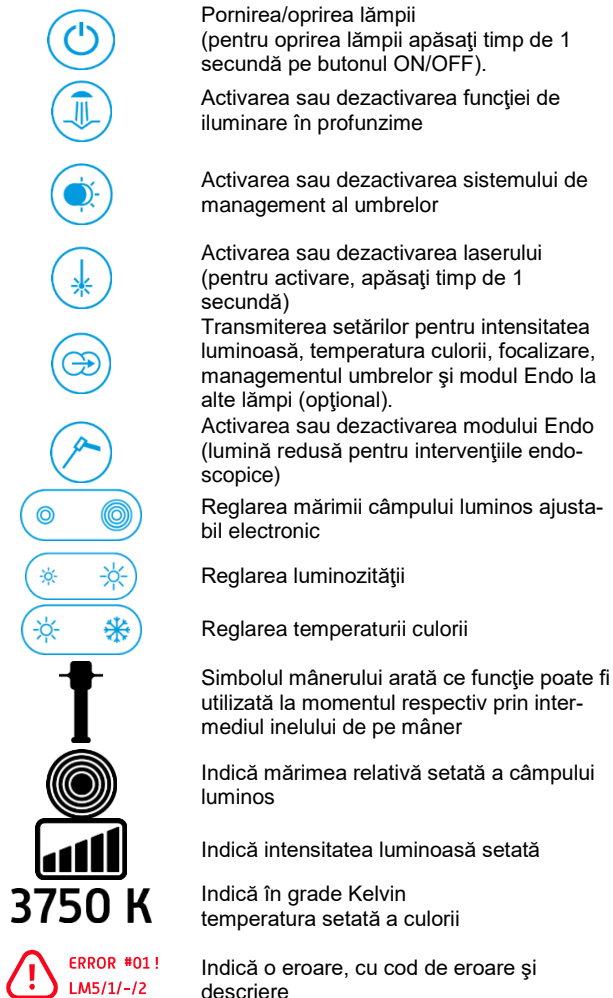 Pornirea/oprirea lămpii
(pentru oprirea lămpii apăsaţi timp de 1
secundă pe butonul ON/OFF).
Activarea sau dezactivarea funcţiei de
iluminare în profunzime
Activarea sau dezactivarea sistemului de
management al umbrelor
Activarea sau dezactivarea laserului
(pentru activare, apăsaţi timp de 1
secundă)
Transmiterea setărilor pentru intensitatea
luminoasă, temperatura culorii, focalizare,
managementul umbrelor şi modul Endo la
alte lămpi (opţional).
Activarea sau dezactivarea modului Endo
(lumină redusă pentru intervenţiile endo-
scopice)
Reglarea mărimii câmpului luminos ajusta-
bil electronic
Reglarea luminozităţii
Reglarea temperaturii culorii
Simbolul mânerului arată ce funcţie poate fi
utilizată la momentul respectiv prin inter-
mediul inelului de pe mâner
Indică mărimea relativă setată a câmpului
luminos
Indică intensitatea luminoasă setată
3750 K
Indică în grade Kelvin
temperatura setată a culorii
ERROR #01!
LM5/1/-/2
Indică o eroare, cu cod de eroare şi
descriere